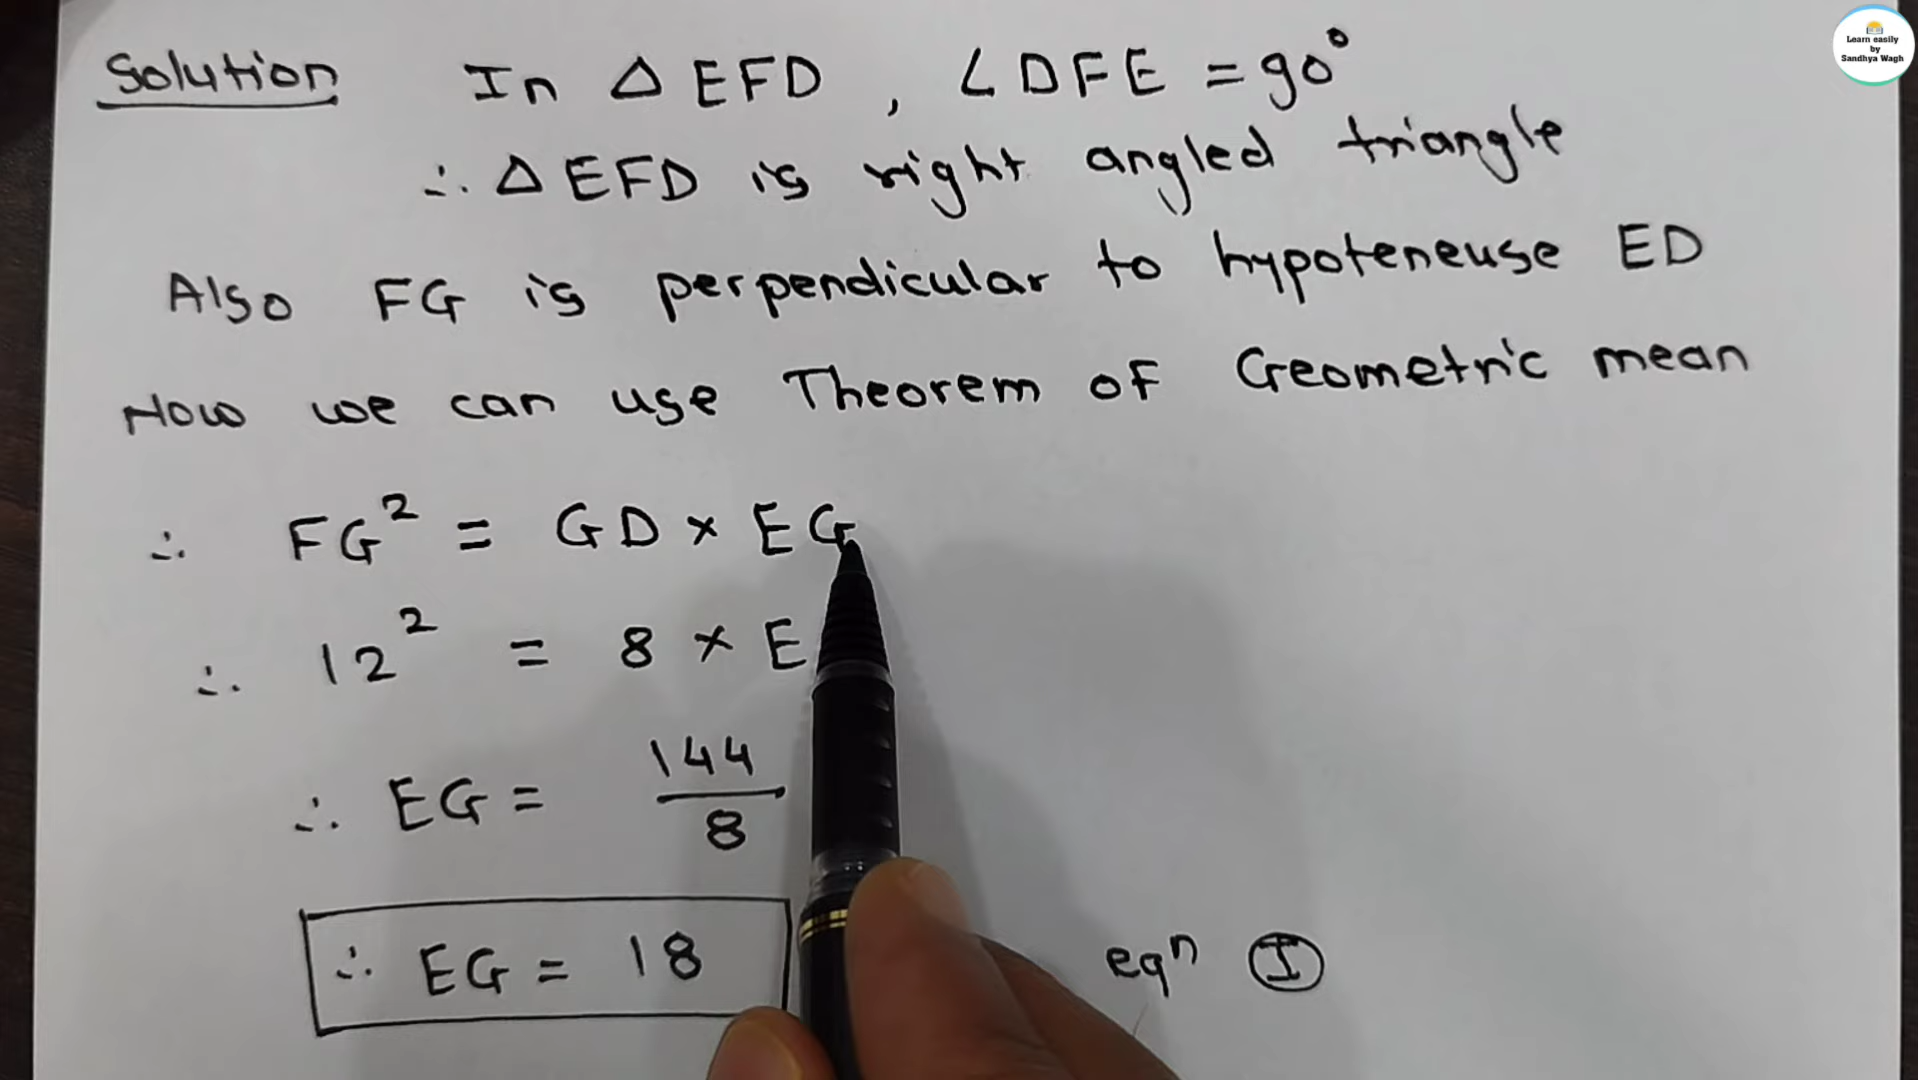 Learn easily
by
Sandhya Wagh
Solution In △ EFD , ∠DFE = 90°
∴ △ EFD is right angled triangle
Also FG is perpendicular to hypoteneuse ED
Now we can use Theorem of Geometric mean
∴ FG² = GD × EG
∴ 12² = 8 × E
∴ EG = 144/8
∴ EG = 18 eqⁿ Ⓘ